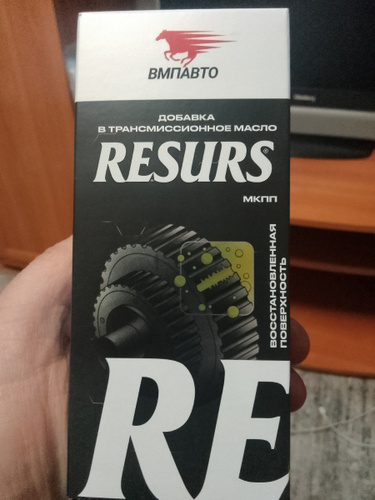 ВМПАВТО
ДОБАВКА
В ТРАНСМИССИОННОЕ МАСЛО
RESURS®
МКПП
ВОССТАНОВЛЕННАЯ
ПОВЕРХНОСТЬ
RE